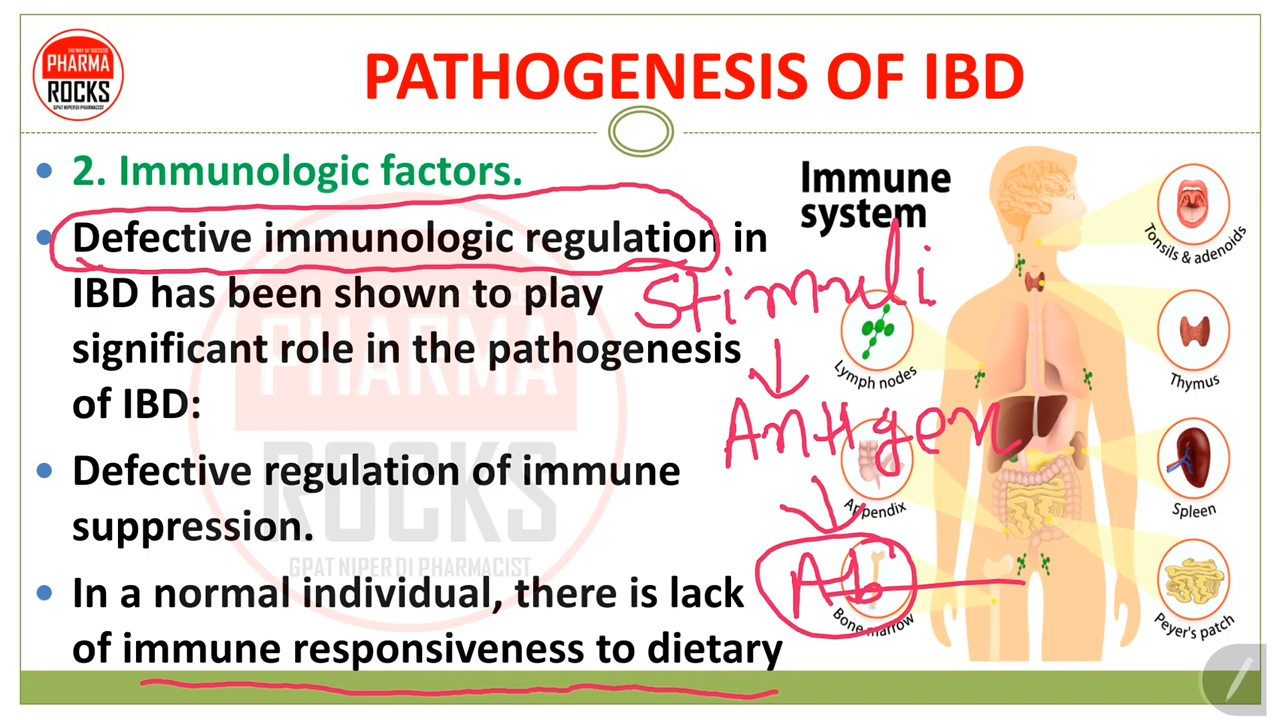 THE WAY OF SUCCESS
PHARMA
ROCKS
GPAT NIPER DI PHARMACIST
PATHOGENESIS OF IBD
• 2. Immunologic factors.
• Defective immunologic regulation in
IBD has been shown to play
significant role in the pathogenesis
of IBD:
• Defective regulation of immune
suppression.
• In a normal individual, there is lack
of immune responsiveness to dietary
PHARMA
ROCKS
GPAT NIPER DI PHARMACIST
Immune
system
Stimuli
Antigen
Ab
Tonsils & adenoids
Lymph nodes
Thymus
Appendix
Spleen
Bone marrow
Peyer's patch